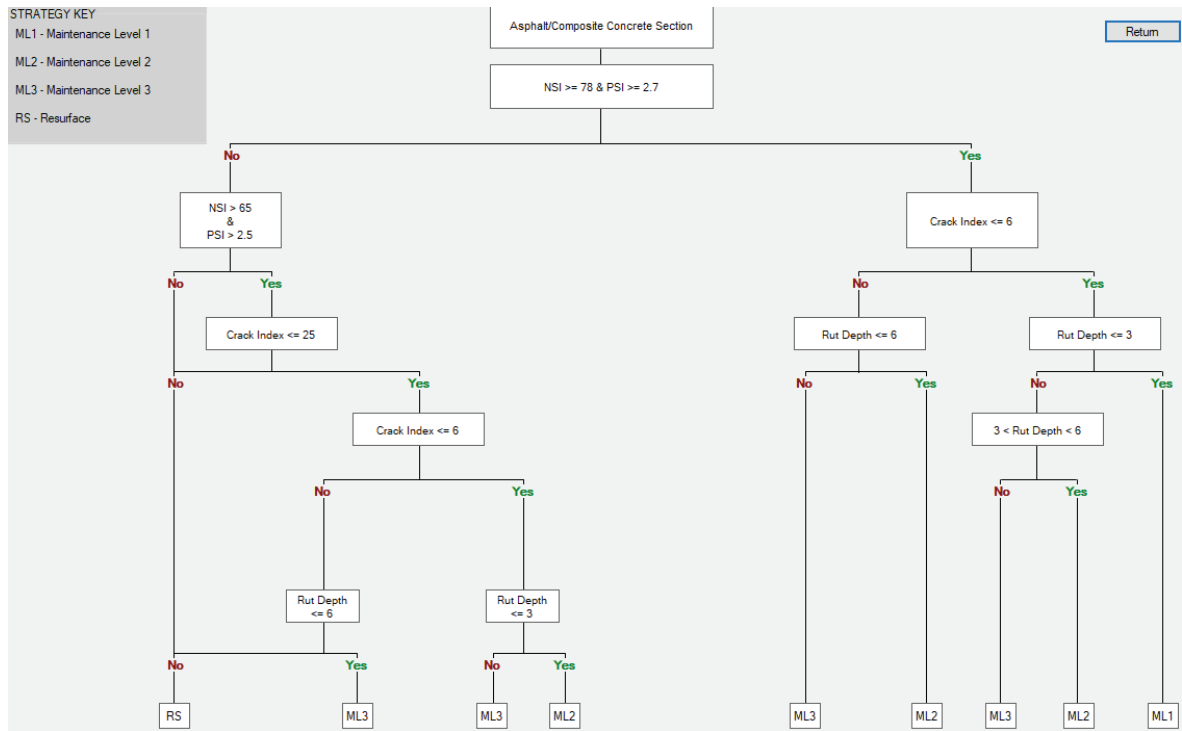 STRATEGY KEY
ML1 - Maintenance Level 1
ML2 - Maintenance Level 2
ML3 - Maintenance Level 3
RS - Resurface
Asphalt/Composite Concrete Section
Return
NSI >= 78 & PSI >= 2.7
No
Yes
NSI > 65
&
PSI > 2.5
Crack Index <= 6
No
Yes
No
Yes
Crack Index <= 25
Rut Depth <= 6
Rut Depth <= 3
No
Yes
No
Yes
No
Yes
Crack Index <= 6
3 < Rut Depth < 6
No
Yes
No
Yes
Rut Depth
<= 6
Rut Depth
<= 3
No
Yes
No
Yes
RS
ML3
ML3
ML2
ML3
ML2
ML3
ML2
ML1